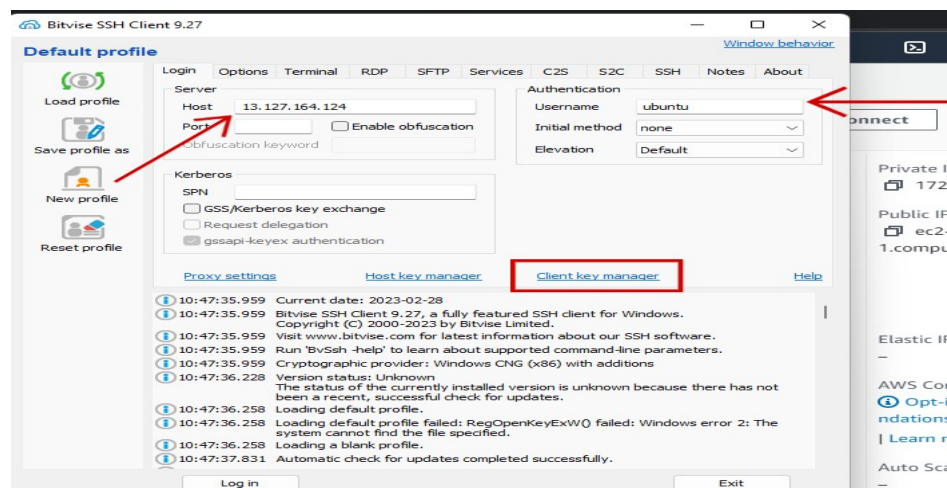 Bitvise SSH Client 9.27
Default profile
Window behavior
Load profile
Save profile as
New profile
Reset profile
Login Options Terminal RDP SFTP Services C2S S2C SSH Notes About
Server
Host 13.127.164.124
Port Enable obfuscation
Obfuscation keyword
Authentication
Username ubuntu
Initial method none
Elevation Default
Kerberos
SPN
GSS/Kerberos key exchange
Request delegation
gssapi-keyex authentication
Proxy settings Host key manager Client key manager Help
10:47:35.959 Current date: 2023-02-28
10:47:35.959 Bitvise SSH Client 9.27, a fully featured SSH client for Windows.
Copyright (C) 2000-2023 by Bitvise Limited.
10:47:35.959 Visit www.bitvise.com for latest information about our SSH software.
10:47:35.959 Run 'BvSsh -help' to learn about supported command-line parameters.
10:47:35.959 Cryptographic provider: Windows CNG (x86) with additions
10:47:36.228 Version status: Unknown
The status of the currently installed version is unknown because there has not
been a recent, successful check for updates.
10:47:36.258 Loading default profile.
10:47:36.258 Loading default profile failed: RegOpenKeyExW() failed: Windows error 2: The
system cannot find the file specified.
10:47:36.258 Loading a blank profile.
10:47:37.831 Automatic check for updates completed successfully.
Log in Exit
onnect
Private I
172
Public IP
ec2-
1.compu
Elastic IP
–
AWS Co
Opt-i
ndations
| Learn
Auto Sca
–